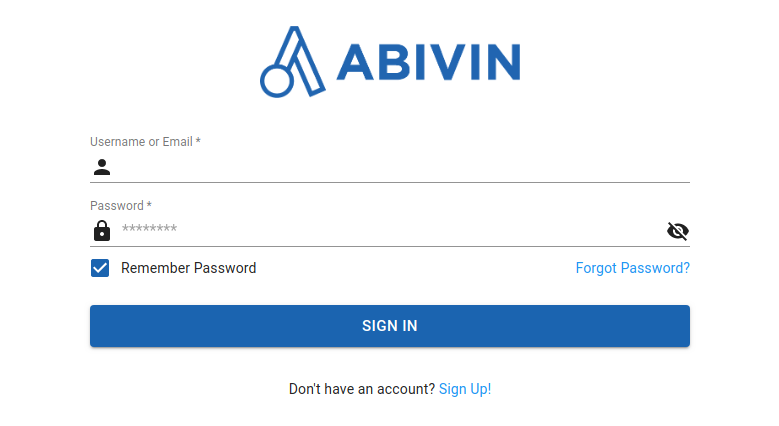 ABIVIN
Username or Email *
Password *
********
Remember Password
Forgot Password?
SIGN IN
Don't have an account? Sign Up!